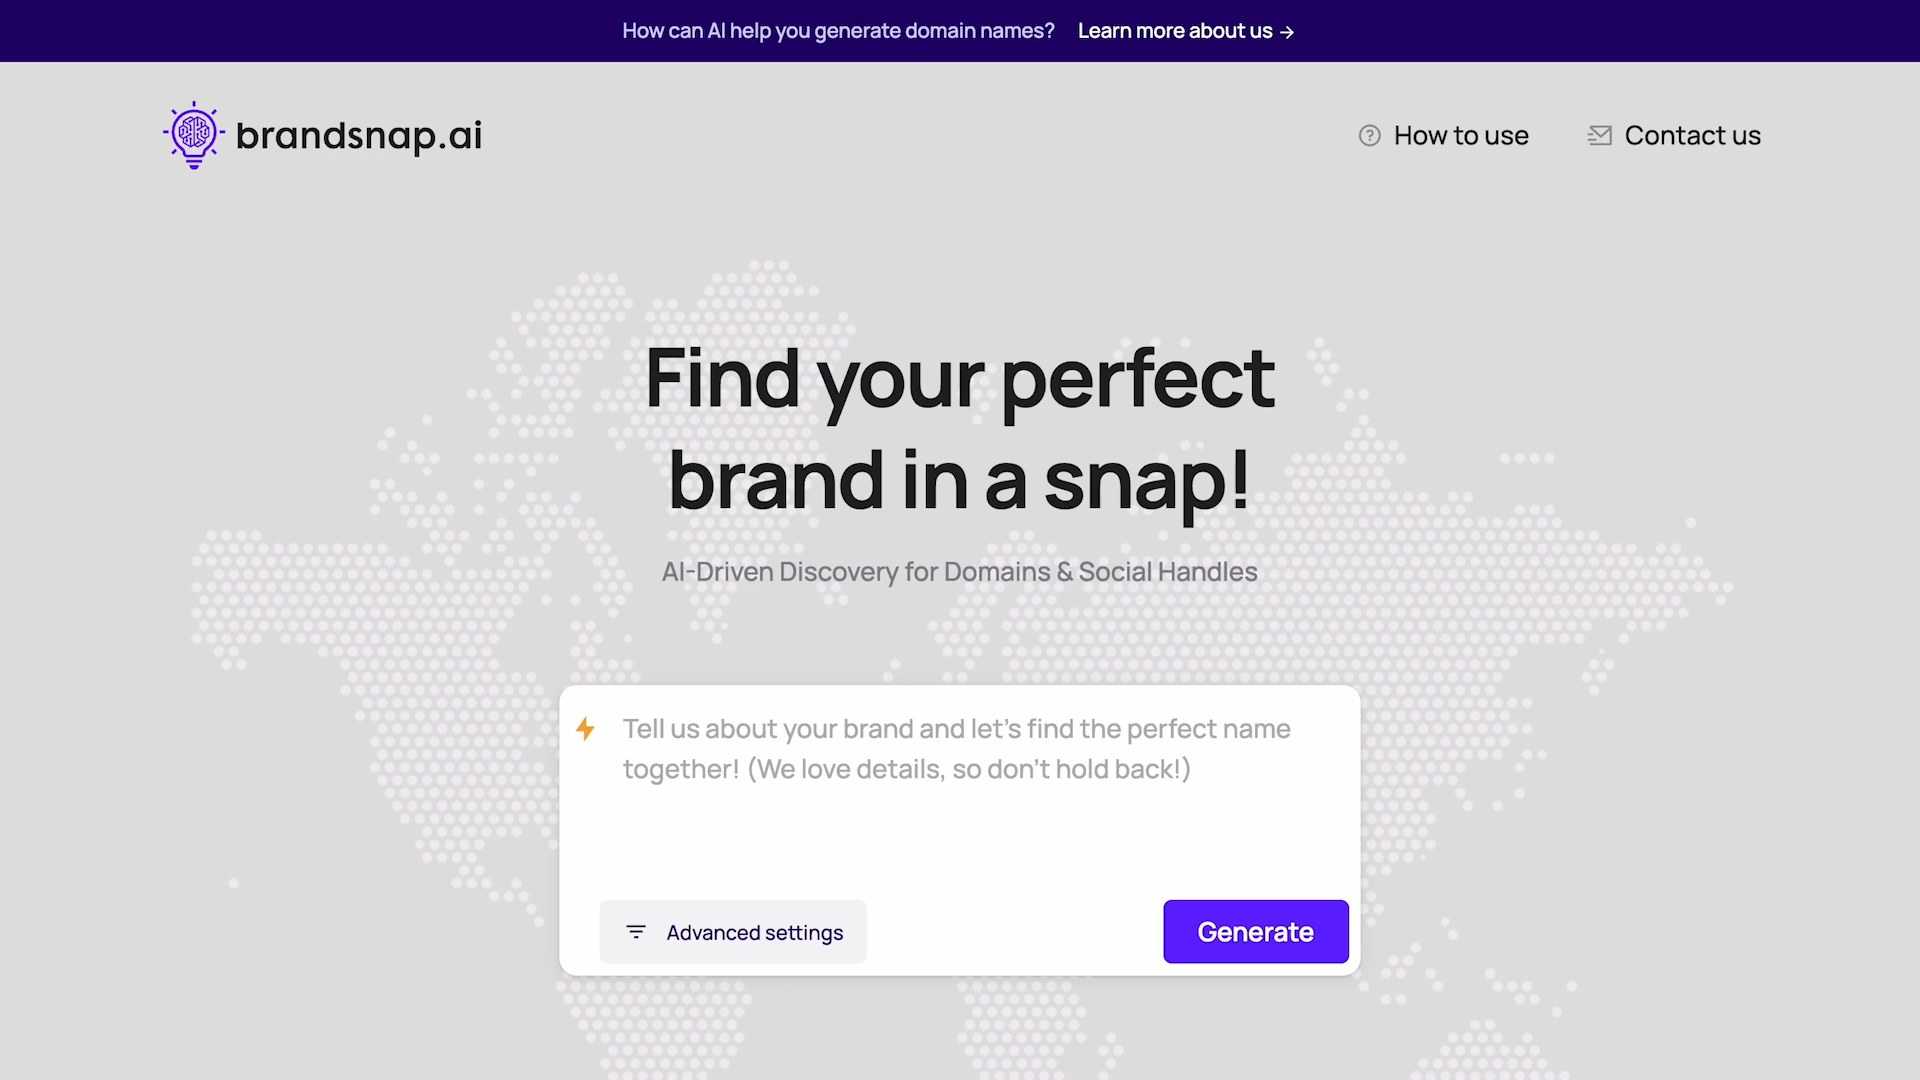 How can AI help you generate domain names? Learn more about us →
brandsnap.ai
How to use
Contact us
Find your perfect
brand in a snap!
AI-Driven Discovery for Domains & Social Handles
Tell us about your brand and let's find the perfect name
together! (We love details, so don't hold back!)
Advanced settings
Generate